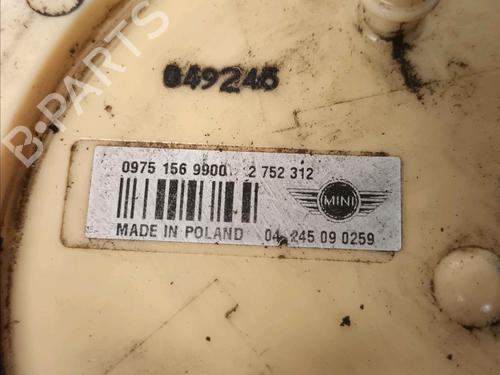 B-PARTS
049248
0975 156 9900 2 752 312
MINI
MADE IN POLAND 04 245 09 0259